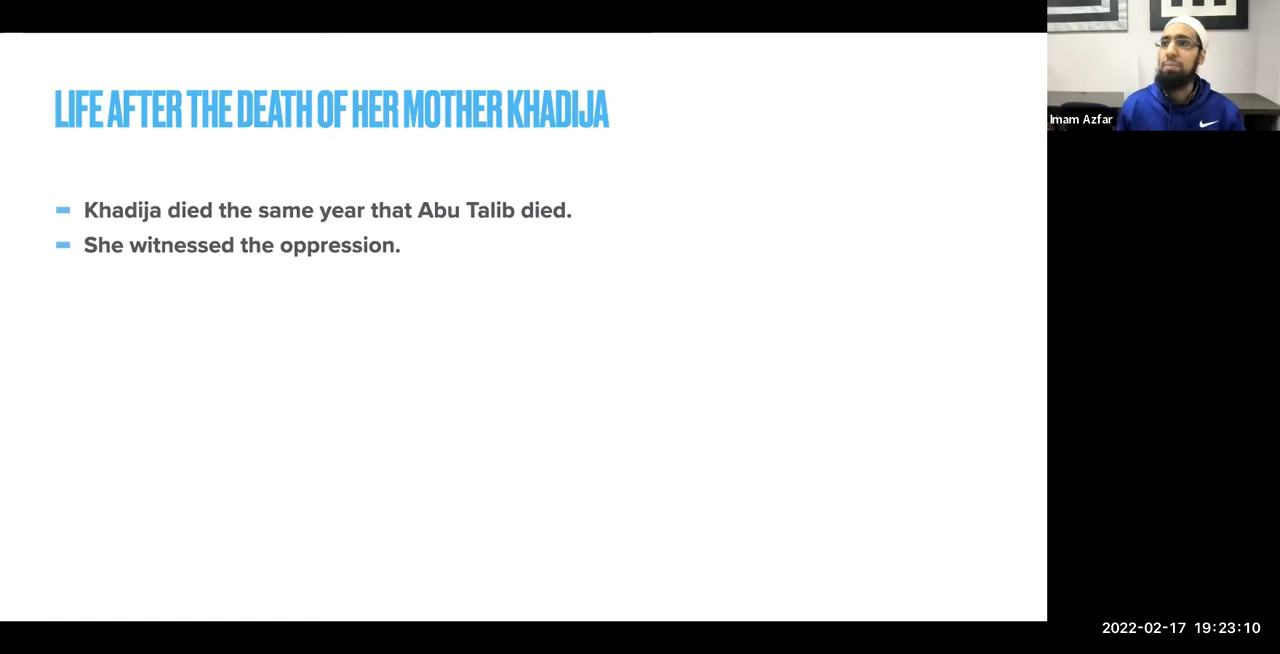 LIFE AFTER THE DEATH OF HER MOTHER KHADIJA
Khadija died the same year that Abu Talib died.
She witnessed the oppression.
Imam Azfar
2022-02-17 19:23:10